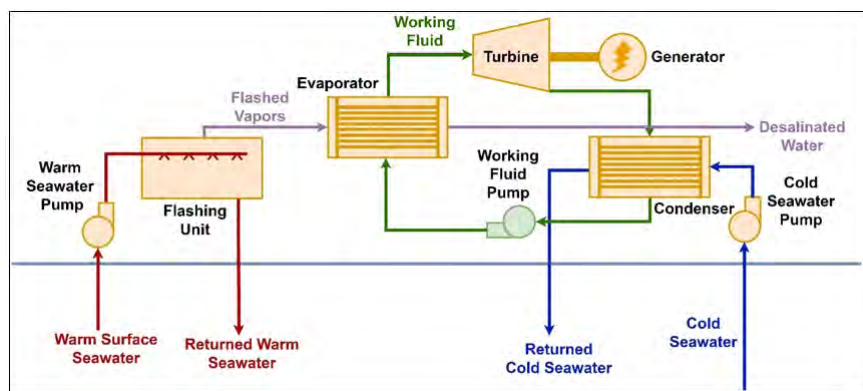 Working
Fluid
Turbine
Generator
Evaporator
Flashed
Vapors
Desalinated
Water
Warm
Seawater
Pump
Flashing
Unit
Working
Fluid
Pump
Condenser
Cold
Seawater
Pump
Warm Surface
Seawater
Returned Warm
Seawater
Returned
Cold Seawater
Cold
Seawater